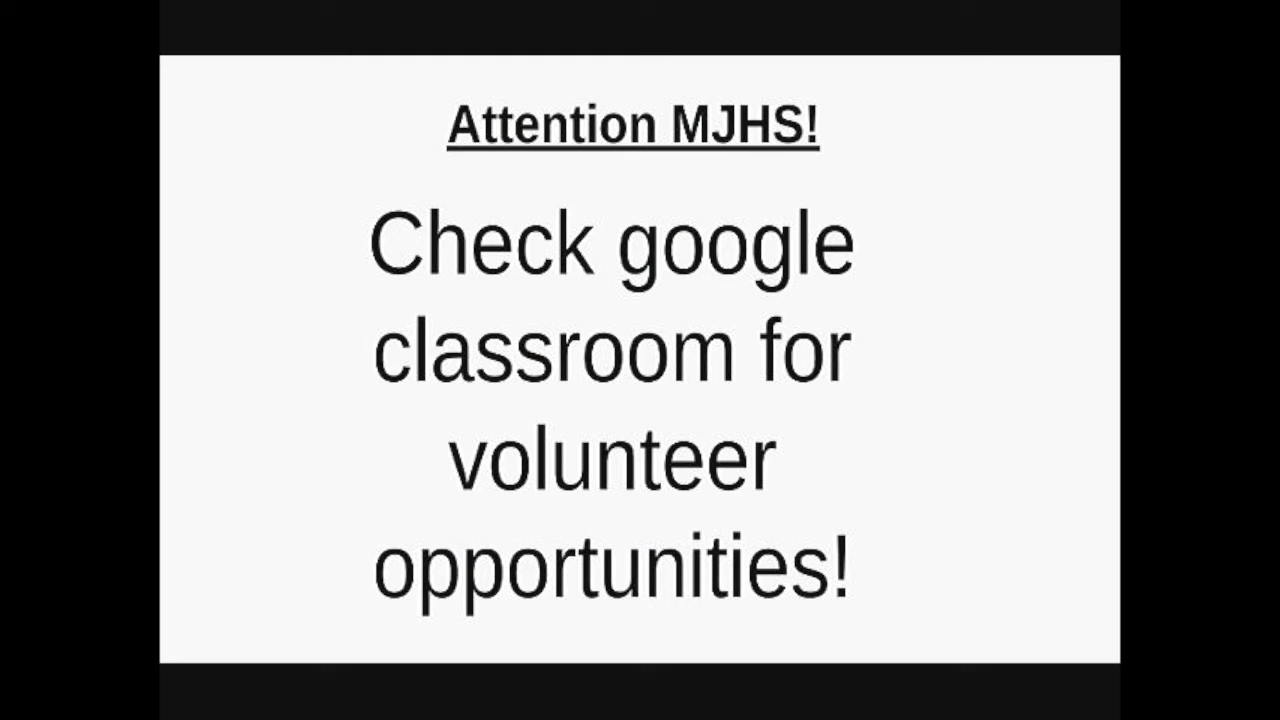 Attention MJHS!
Check google
classroom for
volunteer
opportunities!